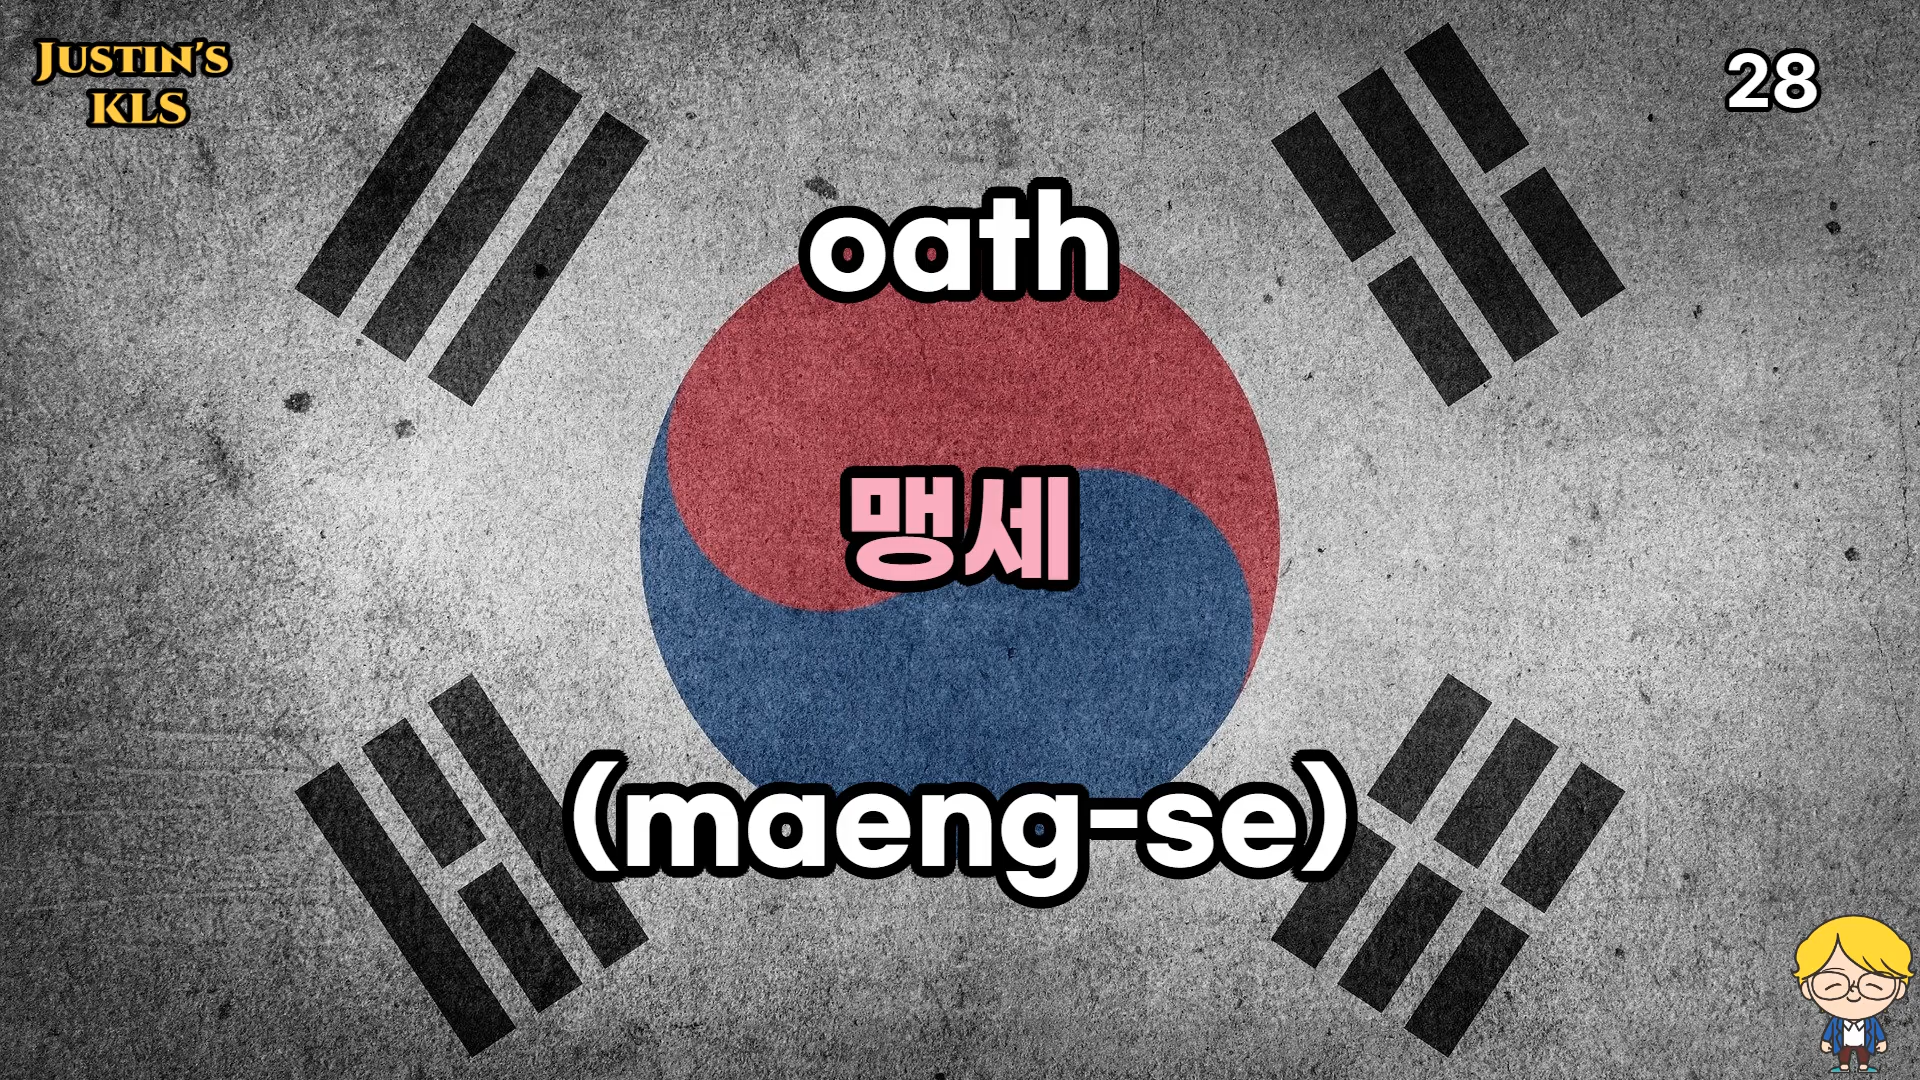 JUSTIN'S
KLS
28
oath
맹세
(maeng-se)